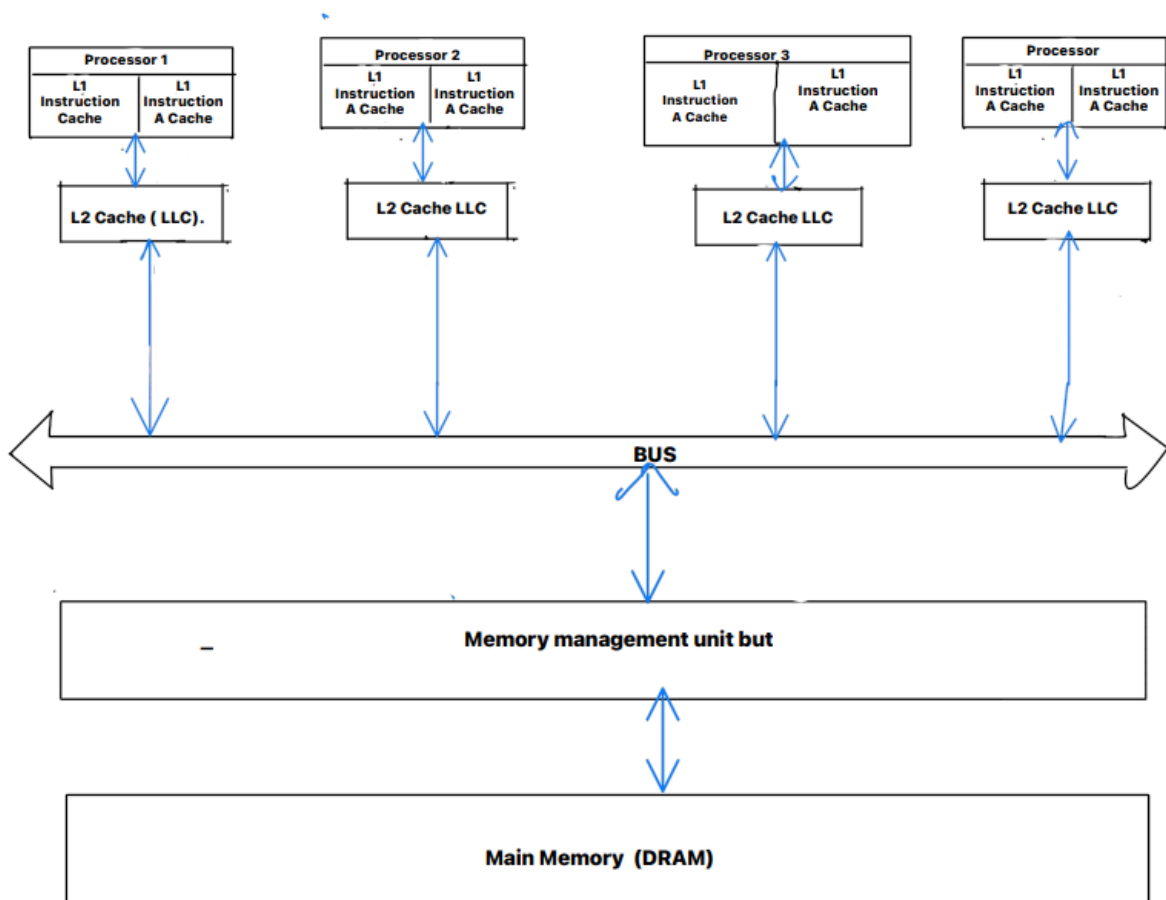 Processor 1
L1
Instruction
Cache
L1
Instruction
A Cache
L2 Cache ( LLC).
Processor 2
L1
Instruction
A Cache
L1
Instruction
A Cache
L2 Cache LLC
Processor 3
L1
Instruction
A Cache
L1
Instruction
A Cache
L2 Cache LLC
Processor
L1
Instruction
A Cache
L1
Instruction
A Cache
L2 Cache LLC
BUS
Memory management unit but
Main Memory (DRAM)